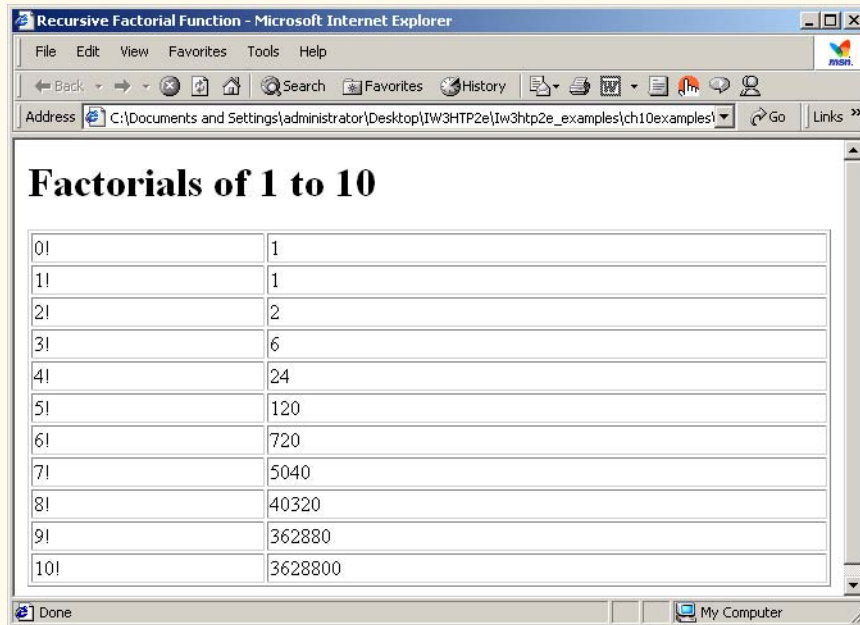 Recursive Factorial Function - Microsoft Internet Explorer
File Edit View Favorites Tools Help
msn.
Back Search Favorites History
Address C:\Documents and Settings\administrator\Desktop\IW3HTP2e\Iw3htp2e_examples\ch10examples\ Go Links »
Factorials of 1 to 10
0! 1
1! 1
2! 2
3! 6
4! 24
5! 120
6! 720
7! 5040
8! 40320
9! 362880
10! 3628800
Done My Computer